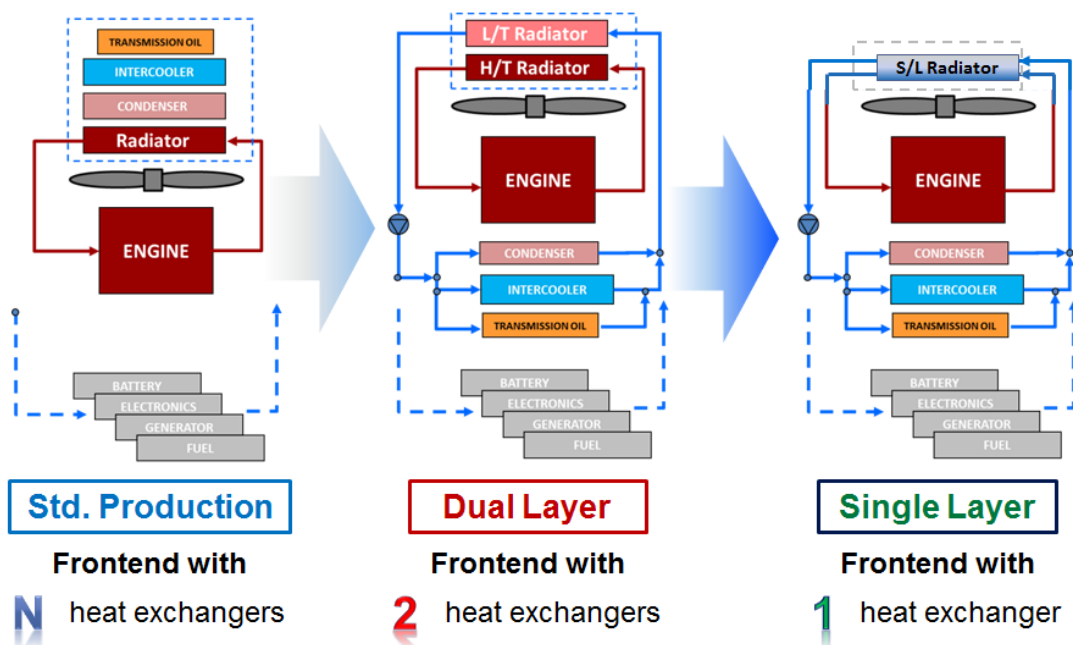 TRANSMISSION OIL
INTERCOOLER
CONDENSER
Radiator
ENGINE
BATTERY
ELECTRONICS
GENERATOR
FUEL
Std. Production
Frontend with
N heat exchangers
L/T Radiator
H/T Radiator
ENGINE
CONDENSER
INTERCOOLER
TRANSMISSION OIL
BATTERY
ELECTRONICS
GENERATOR
FUEL
Dual Layer
Frontend with
2 heat exchangers
S/L Radiator
ENGINE
CONDENSER
INTERCOOLER
TRANSMISSION OIL
BATTERY
ELECTRONICS
GENERATOR
FUEL
Single Layer
Frontend with
1 heat exchanger